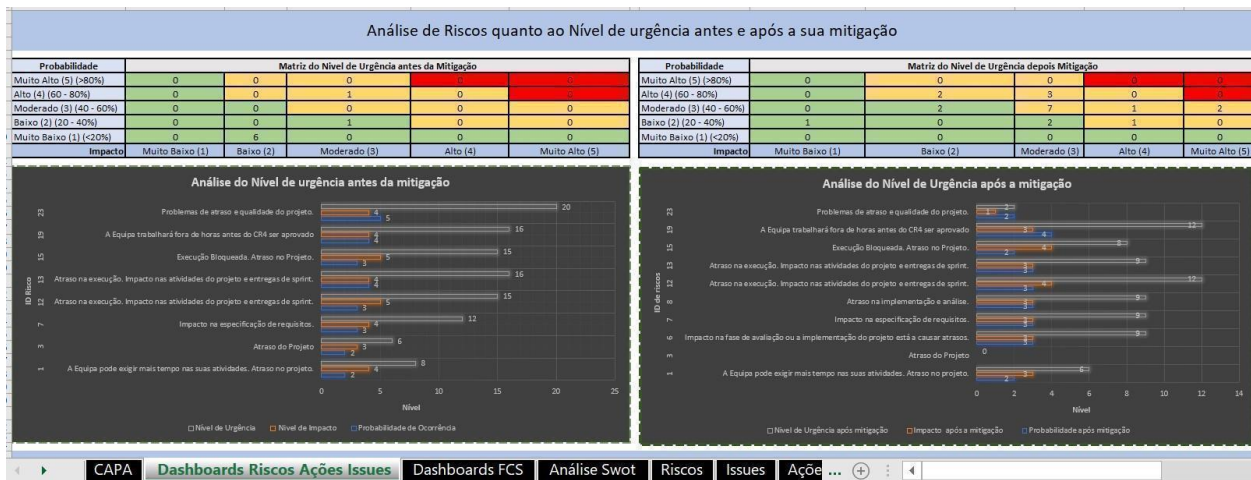 Análise de Riscos quanto ao Nível de urgência antes e após a sua mitigação
Probabilidade Matriz do Nivel de Urgência antes da Mitigação
Muito Alto (5) (>80%) 0 0 0 0 0
Alto (4) (60 - 80%) 0 0 1 0 0
Moderado (3) (40 - 60%) 0 0 0 0 0
Baixo (2) (20 - 40%) 0 0 1 0 0
Muito Baixo (1) (<20%) 0 6 0 0 0
Impacto Muito Baixo (1) Baixo (2) Moderado (3) Alto (4) Muito Alto (5)
Probabilidade Matriz do Nivel de Urgência depois Mitigação
Muito Alto (5) (>80%) 0 0 0 0 0
Alto (4) (60 - 80%) 0 2 3 0 0
Moderado (3) (40 - 60%) 0 2 7 1 2
Baixo (2) (20 - 40%) 1 0 2 1 0
Muito Baixo (1) (<20%) 0 0 0 0 0
Impacto Muito Baixo (1) Baixo (2) Moderado (3) Alto (4) Muito Alto (5)
Análise do Nível de urgência antes da mitigação
ID Risco
23 Problemas de atraso e qualidade do projeto. 20 4 5
19 A Equipa trabalhará fora de horas antes do CR4 ser aprovado 16 4 4
15 Execução Bloqueada. Atraso no Projeto. 15 5 3
13 Atraso na execução. Impacto nas atividades do projeto e entregas de sprint. 16 4 4
12 Atraso na execução. Impacto nas atividades do projeto e entregas de sprint. 15 5 3
7 Impacto na especificação de requisitos. 12 4 3
3 Atraso do Projeto 6 3 2
1 A Equipa pode exigir mais tempo nas suas atividades. Atraso no projeto. 8 4 2
0 5 10 15 20 25
Nível
Nível de Urgência Nivel de Impacto Probabilidade de Ocorrência
Análise do Nível de Urgência após a mitigação
ID de riscos
23 Problemas de atraso e qualidade do projeto. 2 1 2
19 A Equipa trabalhará fora de horas antes do CR4 ser aprovado 12 3 4
15 Execução Bloqueada. Atraso no Projeto. 8 4 2
13 Atraso na execução. Impacto nas atividades do projeto e entregas de sprint. 9 3 3
12 Atraso na execução. Impacto nas atividades do projeto e entregas de sprint. 12 4 3
8 Atraso na implementação e análise. 9 3 3
7 Impacto na especificação de requisitos. 9 3 3
6 Impacto na fase de avaliação ou a implementação do projeto está a causar atrasos. 9 3 3
3 Atraso do Projeto 0
1 A Equipa pode exigir mais tempo nas suas atividades. Atraso no projeto. 6 3 2
0 2 4 6 8 10 12 14
Nível
Nível de Urgência após mitigação Impacto após a mitigação Probabilidade após mitigação
CAPA Dashboards Riscos Ações Issues Dashboards FCS Análise Swot Riscos Issues Açõe ...